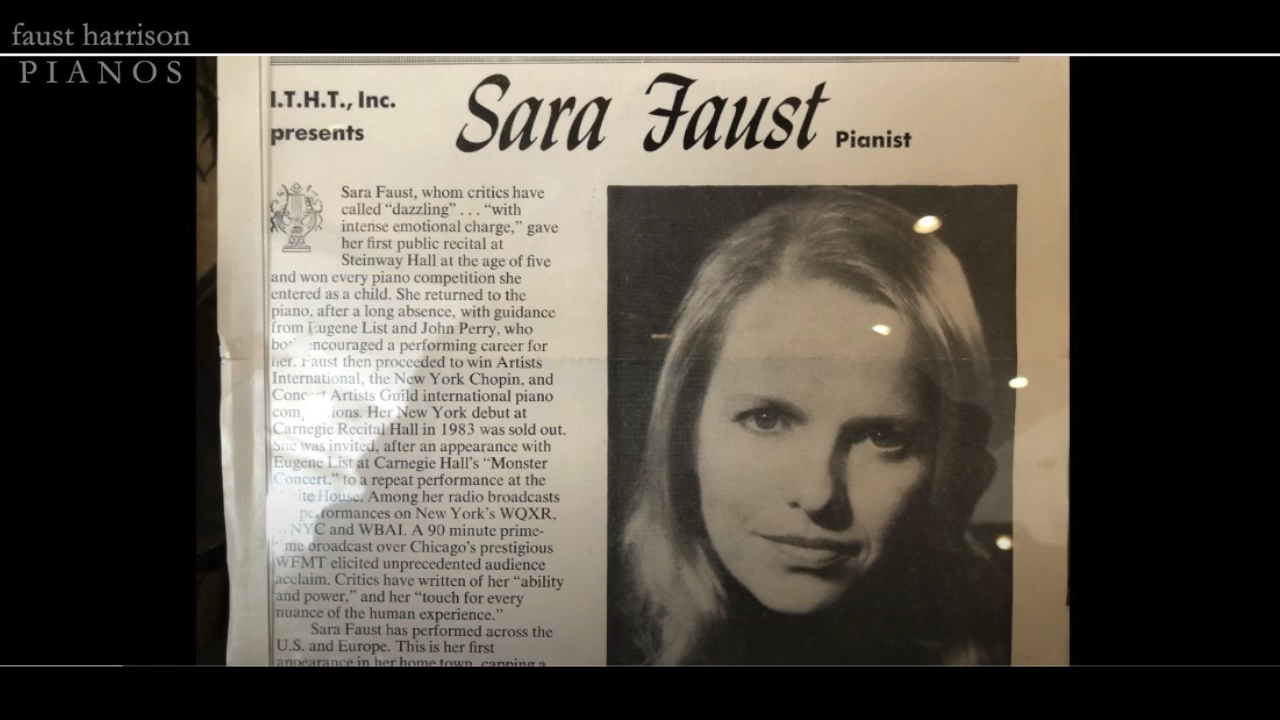 faust harrison
PIANOS
I.T.H.T., Inc.
presents
Sara Faust Pianist
Sara Faust, whom critics have
called “dazzling” . . . “with
intense emotional charge,” gave
her first public recital at
Steinway Hall at the age of five
and won every piano competition she
entered as a child. She returned to the
piano, after a long absence, with guidance
from Eugene List and John Perry, who
both encouraged a performing career for
her. Faust then proceeded to win Artists
International, the New York Chopin, and
Concert Artists Guild international piano
Her New York debut at
Carnegie Recital Hall in 1983 was sold out.
She was invited, after an appearance with
Eugene List at Carnegie Hall’s “Monster
Concert,” to a repeat performance at the
House. Among her radio broadcasts
performances on New York’s WQXR,
and WBAI. A 90 minute prime-
broadcast over Chicago’s prestigious
WFMT elicited unprecedented audience
acclaim. Critics have written of her “ability
and power,” and her “touch for every
nuance of the human experience.”
Sara Faust has performed across the
U.S. and Europe. This is her first
appearance in her home town, capping a